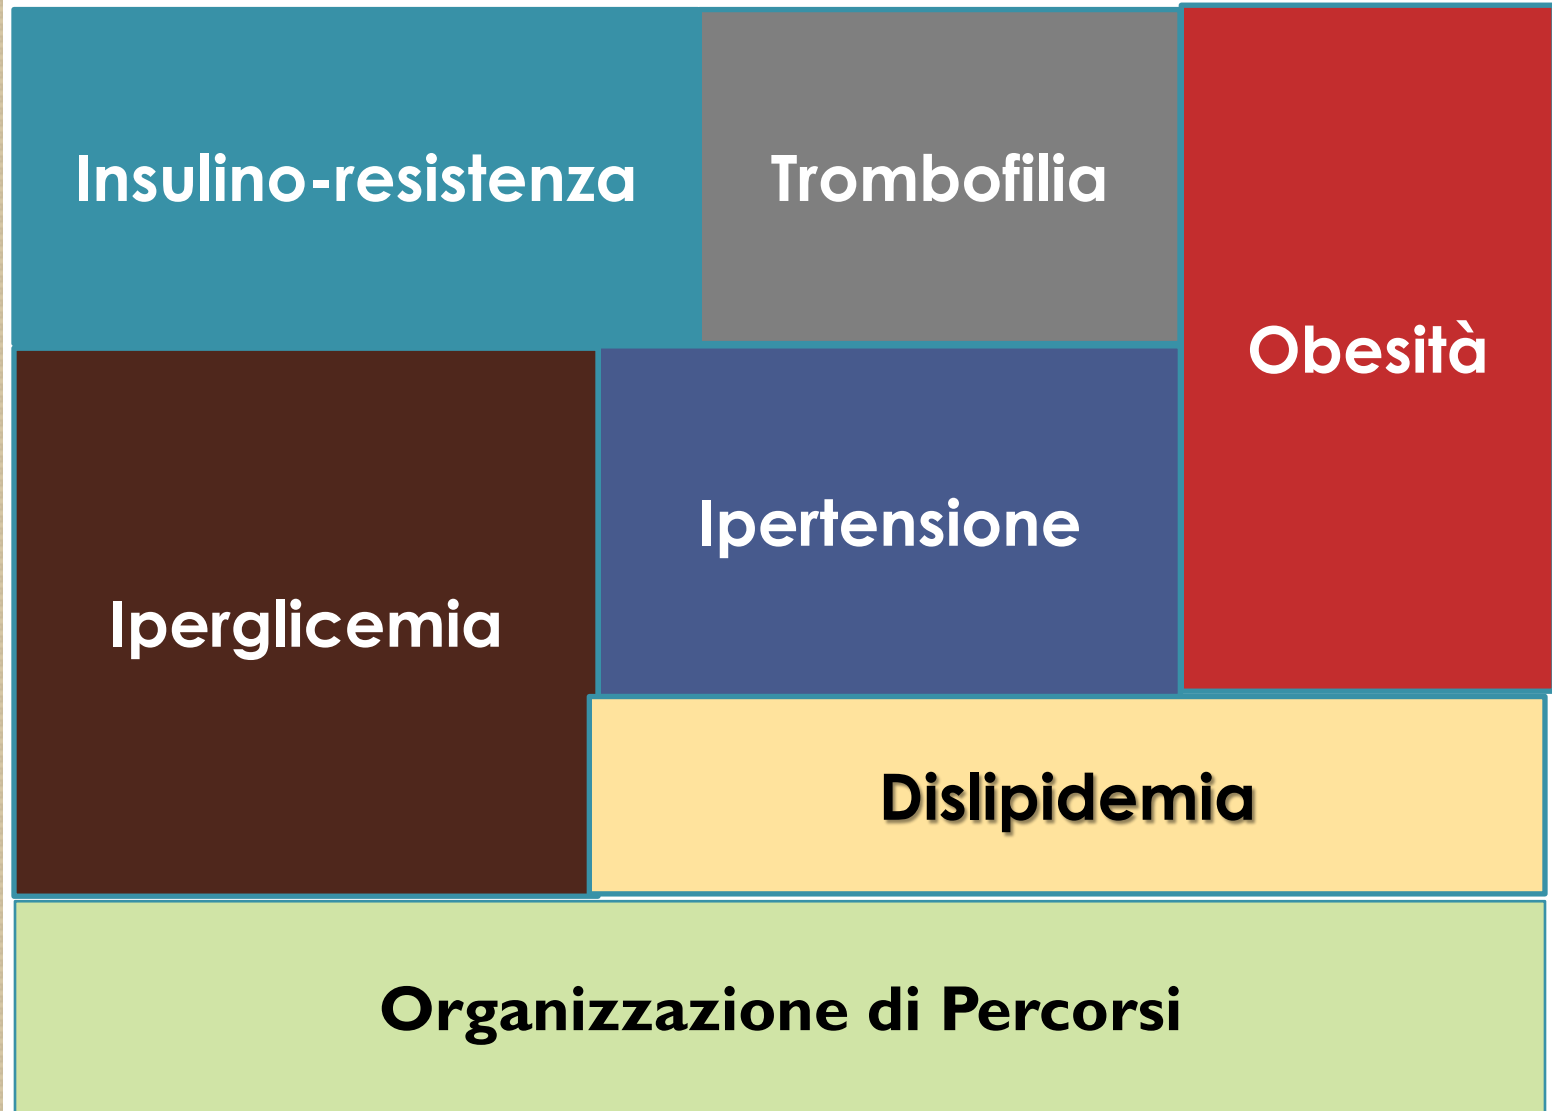 Insulino-resistenza
Trombofilia
Obesità
Ipertensione
Iperglicemia
Dislipidemia
Organizzazione di Percorsi